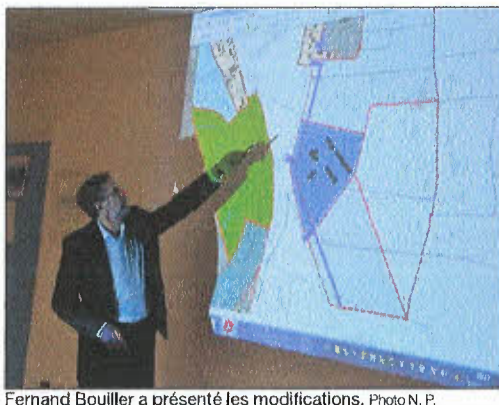 Fernand Bouiller a présenté les modifications. Photo N. P.